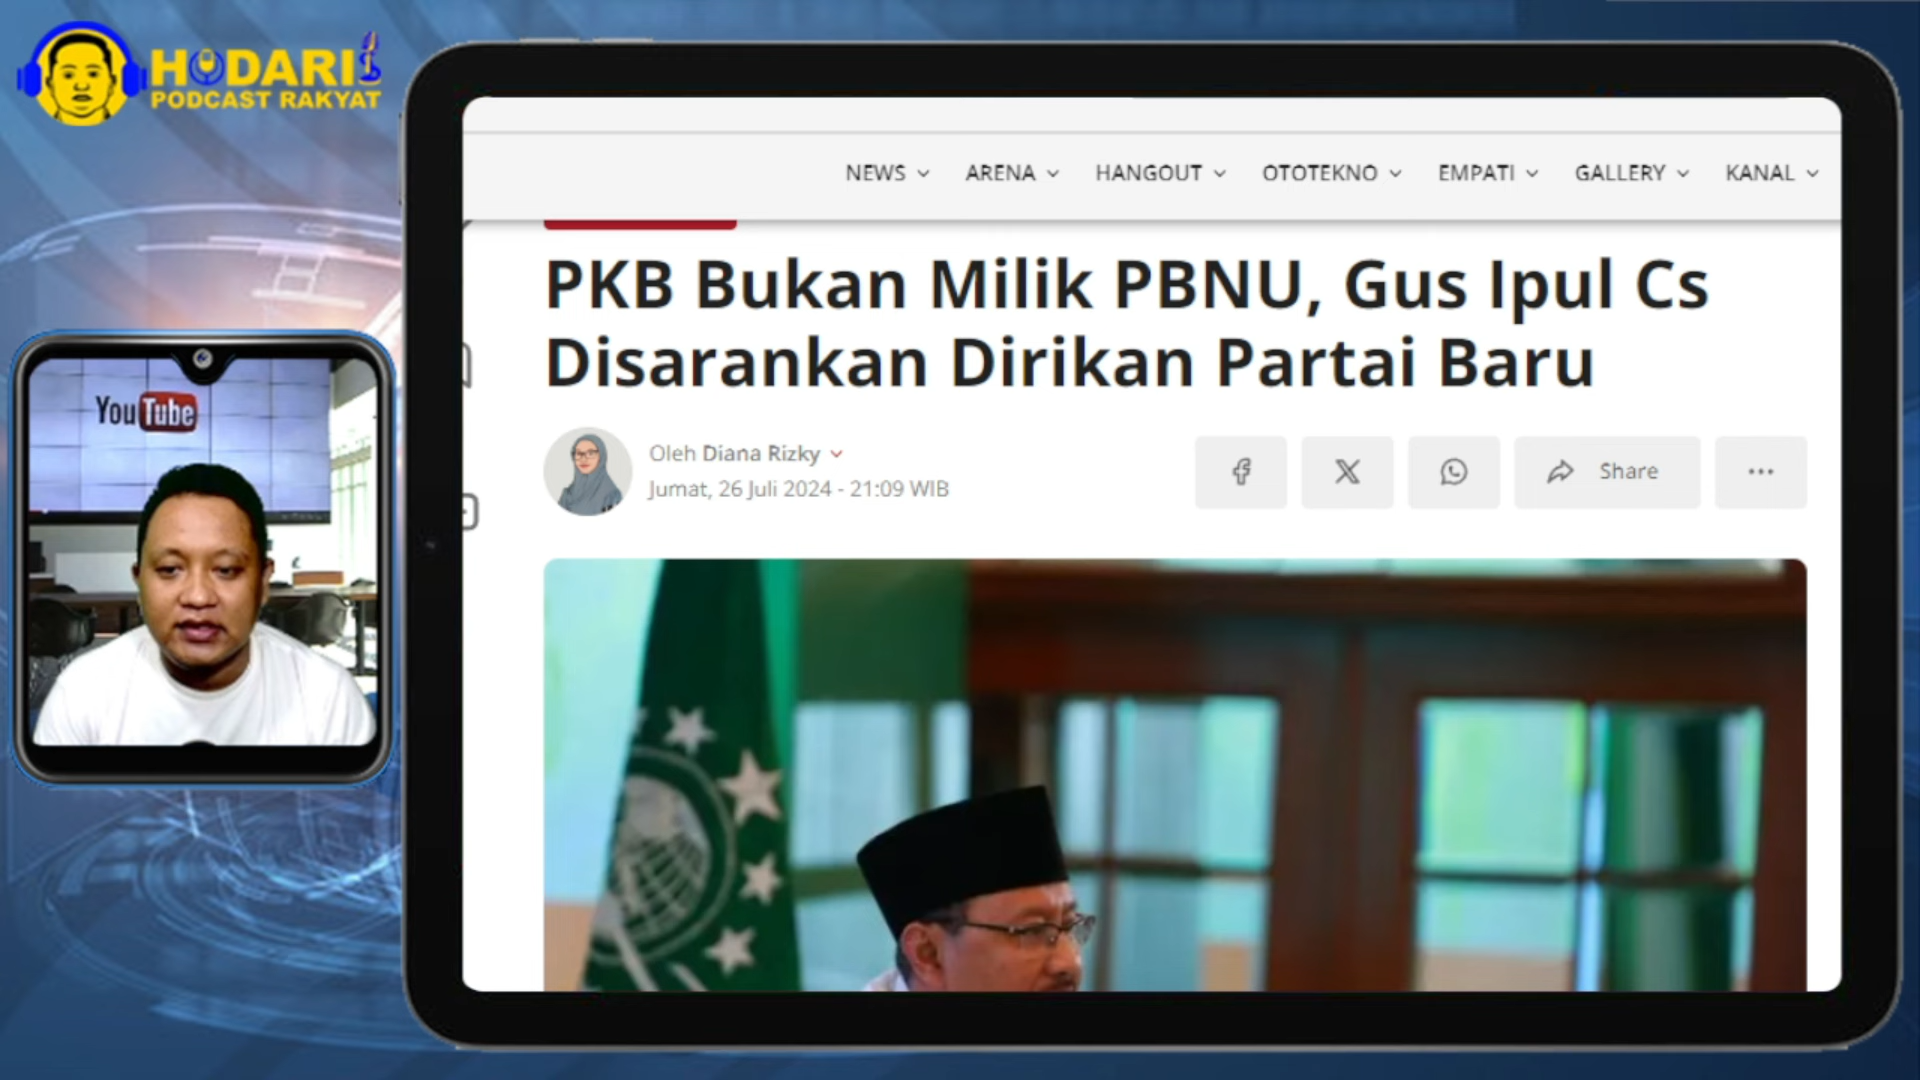 HODARI
PODCAST RAKYAT
NEWS ARENA HANGOUT OTOTEKNO EMPATI GALLERY KANAL
PKB Bukan Milik PBNU, Gus Ipul Cs
Disarankan Dirikan Partai Baru
Oleh Diana Rizky
Jumat, 26 Juli 2024 - 21:09 WIB
Share
YouTube